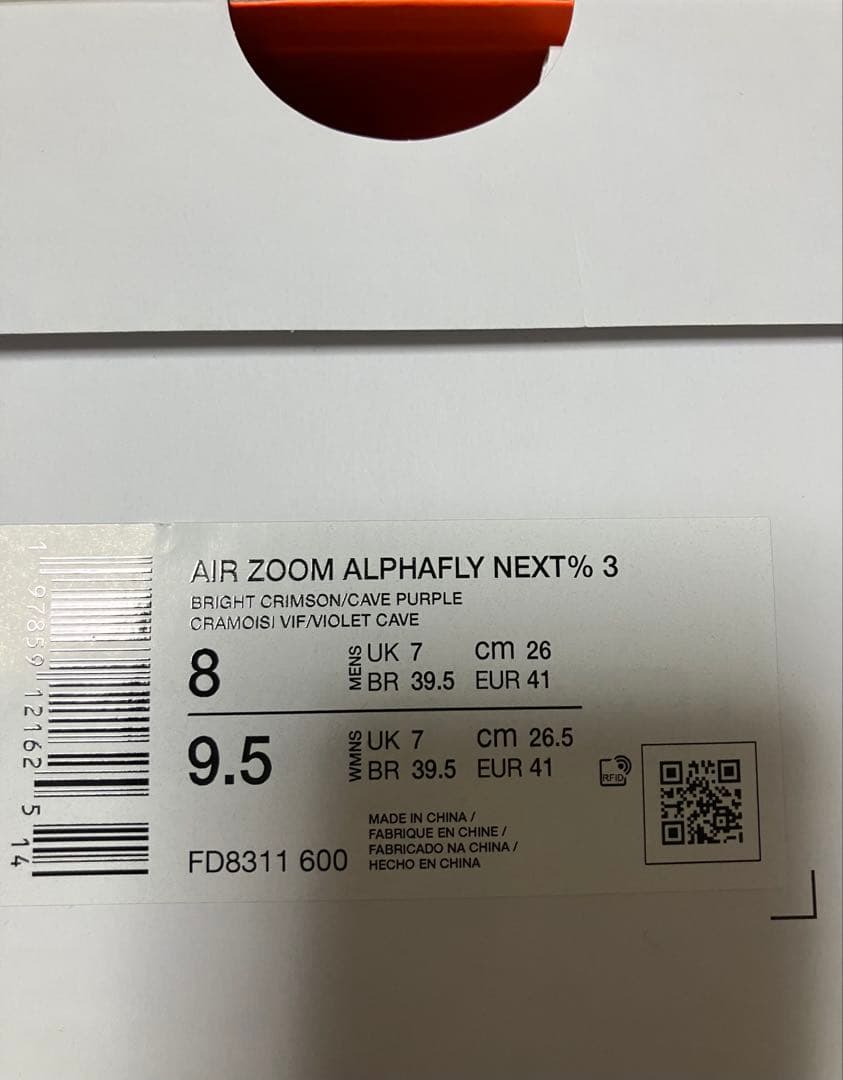 AIR ZOOM ALPHAFLY NEXT% 3
BRIGHT CRIMSON/CAVE PURPLE
CRAMOISI VIF/VIOLET CAVE
8 MENS UK 7 cm 26
BR 39.5 EUR 41
9.5 WMNS UK 7 cm 26.5
BR 39.5 EUR 41
RFID
MADE IN CHINA /
FABRIQUE EN CHINE /
FABRICADO NA CHINA /
HECHO EN CHINA
FD8311 600
1 97859 12162 5 14